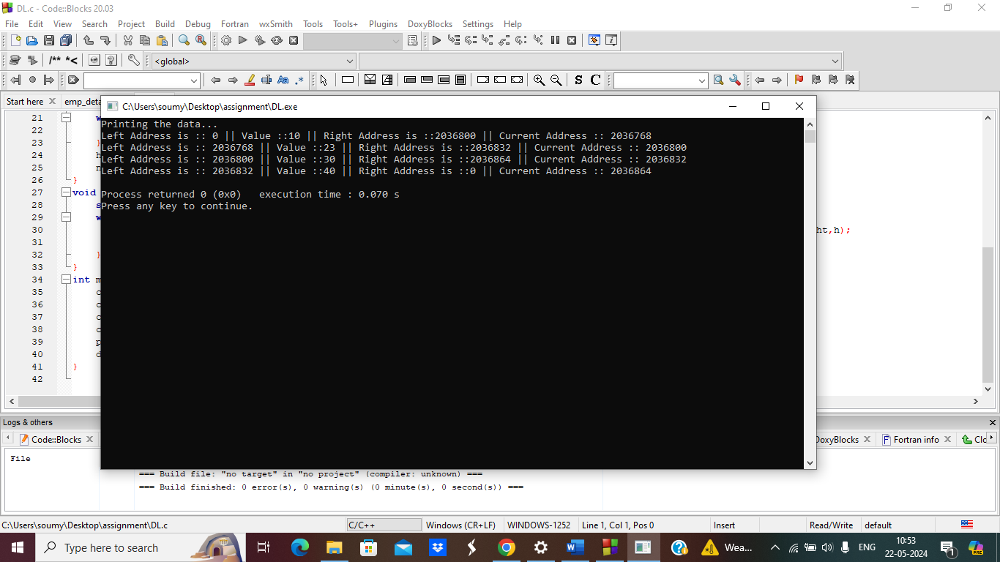 DL.c - Code::Blocks 20.03
File Edit View Search Project Build Debug Fortran wxSmith Tools Tools+ Plugins DoxyBlocks Settings Help
/** *<
<global>
Aa .*
S C
Start here emp_deta
C:\Users\soumy\Desktop\assignment\DL.exe
Printing the data...
Left Address is :: 0 || Value ::10 || Right Address is ::2036800 || Current Address :: 2036768
Left Address is :: 2036768 || Value ::23 || Right Address is ::2036832 || Current Address :: 2036800
Left Address is :: 2036800 || Value ::30 || Right Address is ::2036864 || Current Address :: 2036832
Left Address is :: 2036832 || Value ::40 || Right Address is ::0 || Current Address :: 2036864
Process returned 0 (0x0)   execution time : 0.070 s
Press any key to continue.
21 w
22
23 }
24 h
25 n
26 }
27 void
28 s
29 w
30 ht,h);
31
32 }
33 }
34 int m
35 c
36 c
37 c
38 c
39 p
40 d
41 }
42
Logs & others
Code::Blocks DoxyBlocks Fortran info Clo
File
=== Build file: "no target" in "no project" (compiler: unknown) ===
=== Build finished: 0 error(s), 0 warning(s) (0 minute(s), 0 second(s)) ===
C:\Users\soumy\Desktop\assignment\DL.c C/C++ Windows (CR+LF) WINDOWS-1252 Line 1, Col 1, Pos 0 Insert Read/Write default
Type here to search Wea... ENG 10:53
22-05-2024 1 PRE